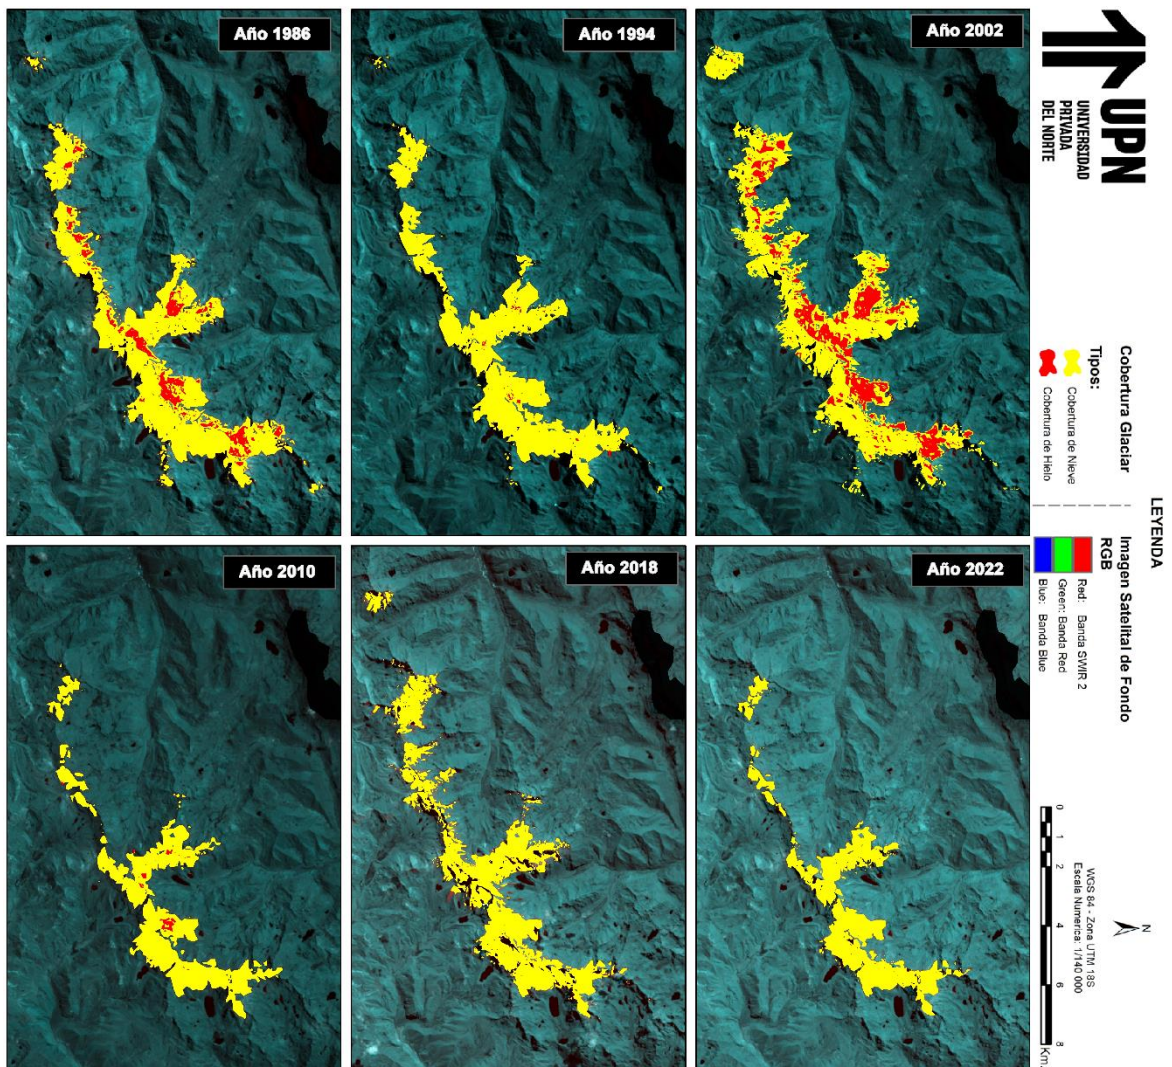 Año 1986
Año 1994
Año 2002
Año 2010
Año 2018
Año 2022
UPN
UNIVERSIDAD
PRIVADA
DEL NORTE
LEYENDA
Cobertura Glaciar
Tipos:
Cobertura de Nieve
Cobertura de Hielo
Imagen Satelital de Fondo
RGB
Red: Banda SWIR 2
Green: Banda Red
Blue: Banda Blue
N
WGS 84 - Zona UTM 18S
Escala Numerica: 1/140 000
0 1 2 4 6 8
Km.